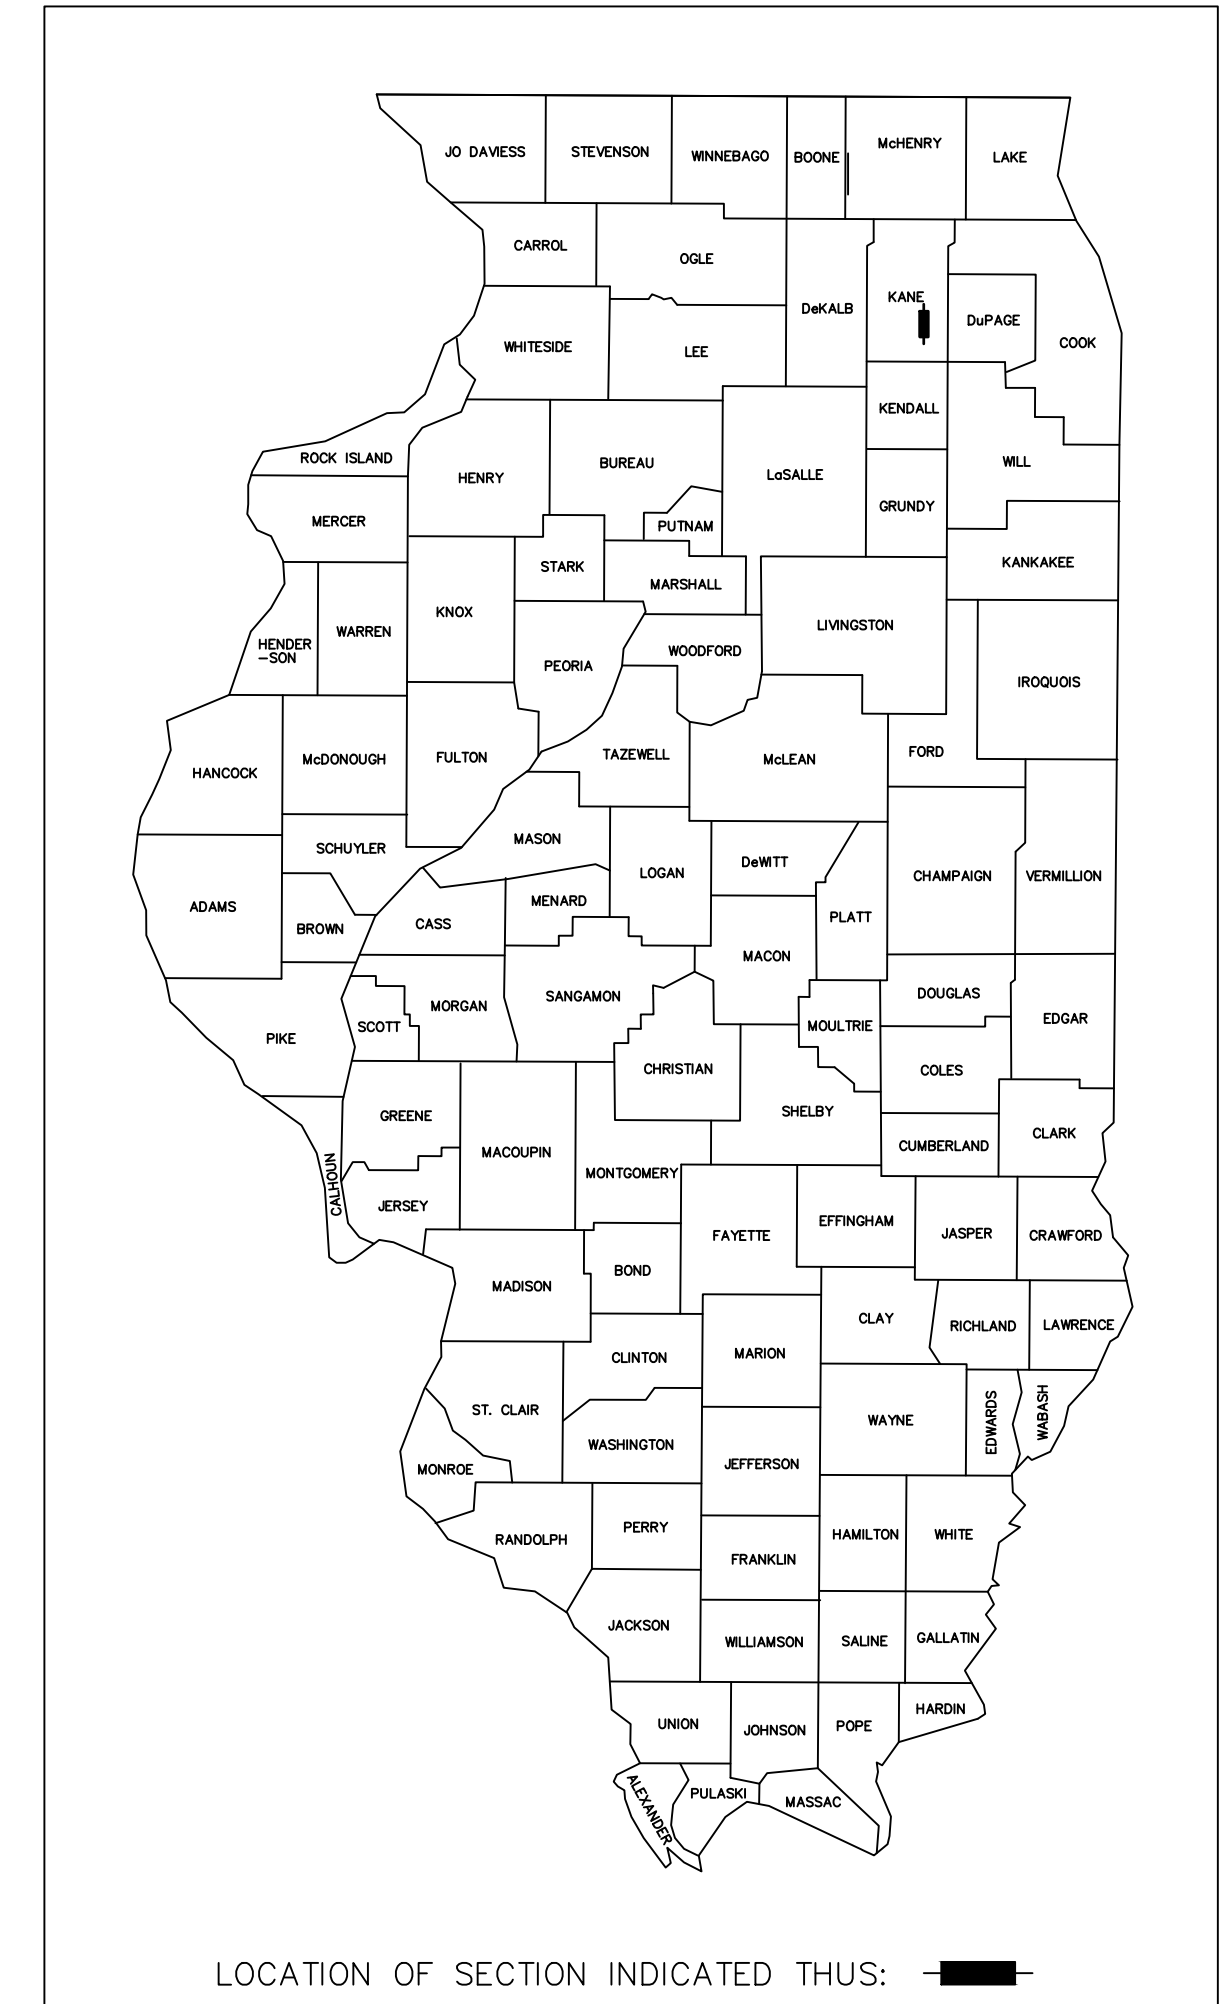 JO DAVIESS
STEVENSON
WINNEBAGO
BOONE
McHENRY
LAKE
CARROL
OGLE
DeKALB
KANE
DuPAGE
COOK
WHITESIDE
LEE
KENDALL
ROCK ISLAND
HENRY
BUREAU
LaSALLE
WILL
MERCER
PUTNAM
GRUNDY
STARK
MARSHALL
KANKAKEE
HENDER
-SON
WARREN
KNOX
PEORIA
WOODFORD
LIVINGSTON
IROQUOIS
HANCOCK
McDONOUGH
FULTON
TAZEWELL
McLEAN
FORD
SCHUYLER
MASON
LOGAN
DeWITT
CHAMPAIGN
VERMILLION
ADAMS
BROWN
CASS
MENARD
MACON
PLATT
PIKE
SCOTT
MORGAN
SANGAMON
CHRISTIAN
MOULTRIE
DOUGLAS
EDGAR
COLES
SHELBY
CALHOUN
GREENE
MACOUPIN
MONTGOMERY
CUMBERLAND
CLARK
JERSEY
FAYETTE
EFFINGHAM
JASPER
CRAWFORD
MADISON
BOND
CLAY
RICHLAND
LAWRENCE
CLINTON
MARION
ST. CLAIR
WASHINGTON
WAYNE
EDWARDS
WABASH
MONROE
JEFFERSON
RANDOLPH
PERRY
FRANKLIN
HAMILTON
WHITE
JACKSON
WILLIAMSON
SALINE
GALLATIN
UNION
JOHNSON
POPE
HARDIN
ALEXANDER
PULASKI
MASSAC
LOCATION OF SECTION INDICATED THUS: